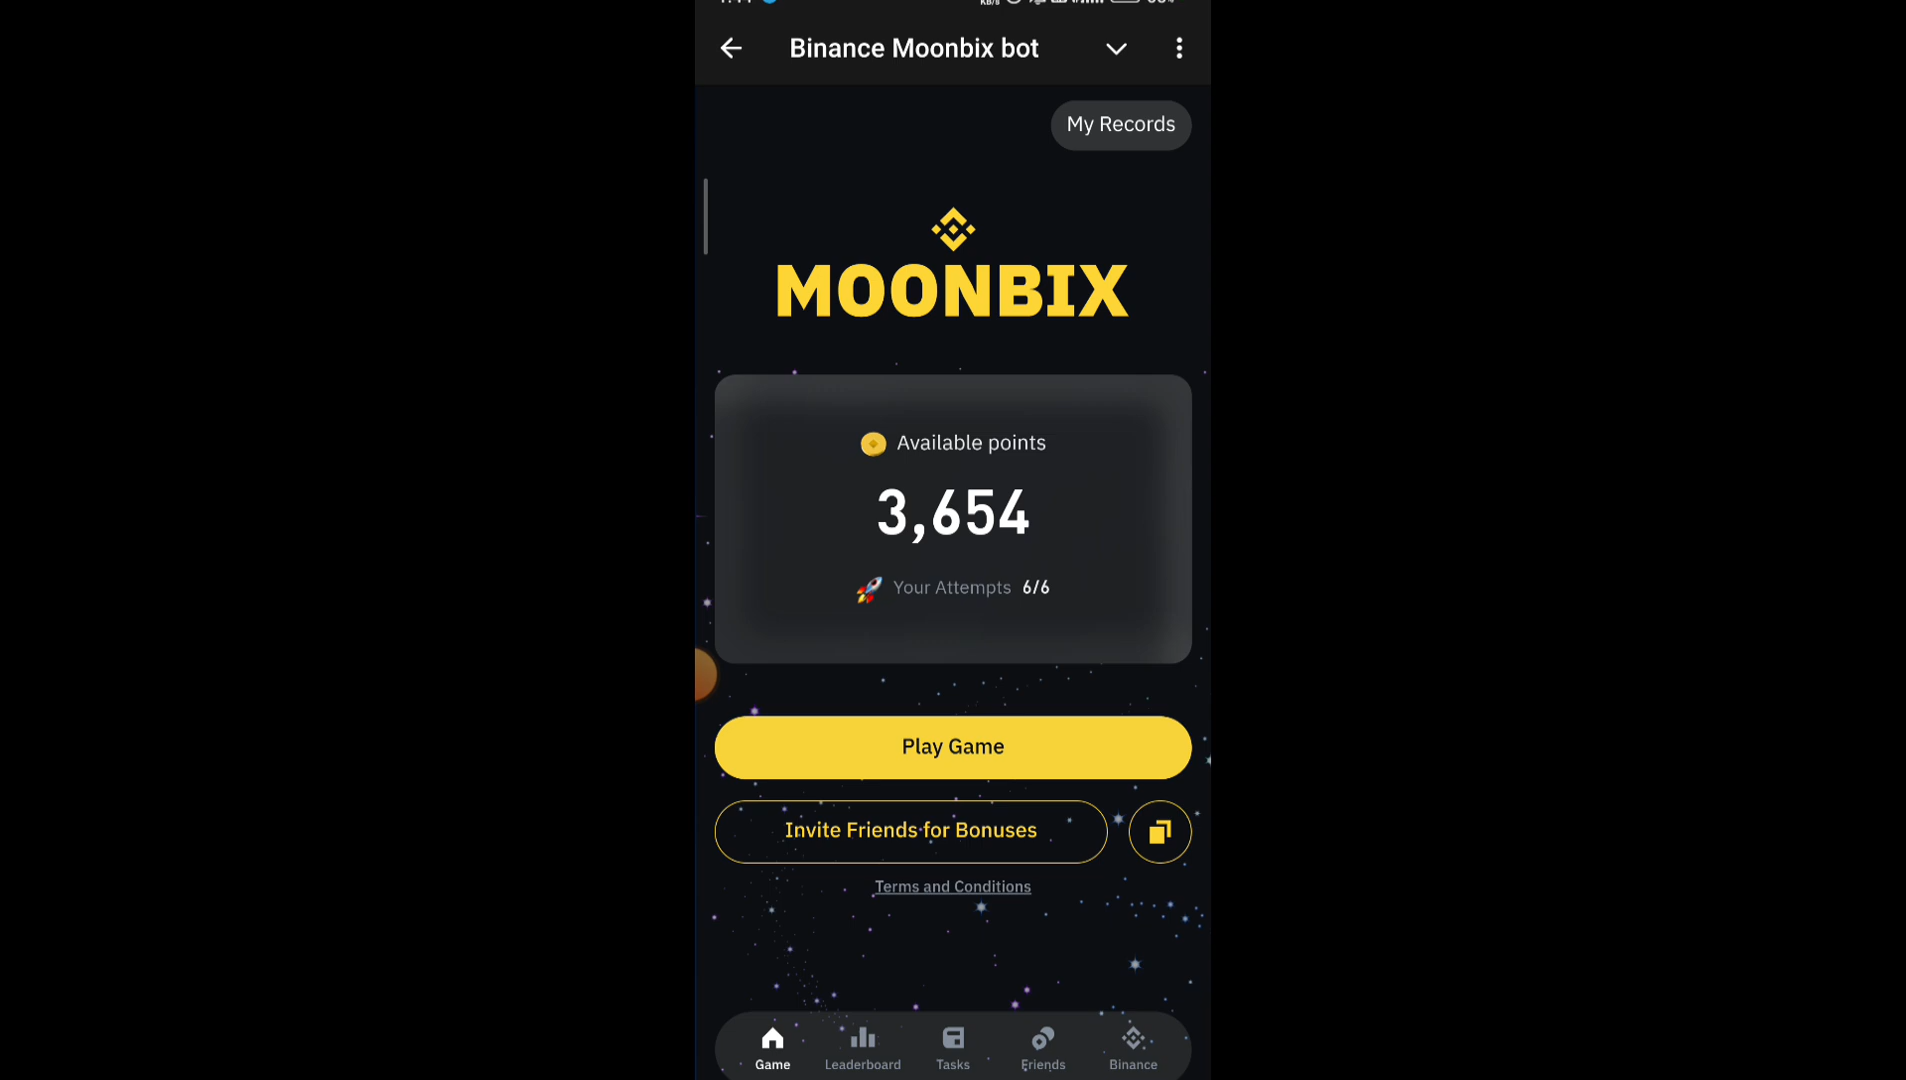 Binance Moonbix bot
My Records
MOONBIX
Available points
3,654
Your Attempts 6/6
Play Game
Invite Friends for Bonuses
Terms and Conditions
Game Leaderboard Tasks Friends Binance